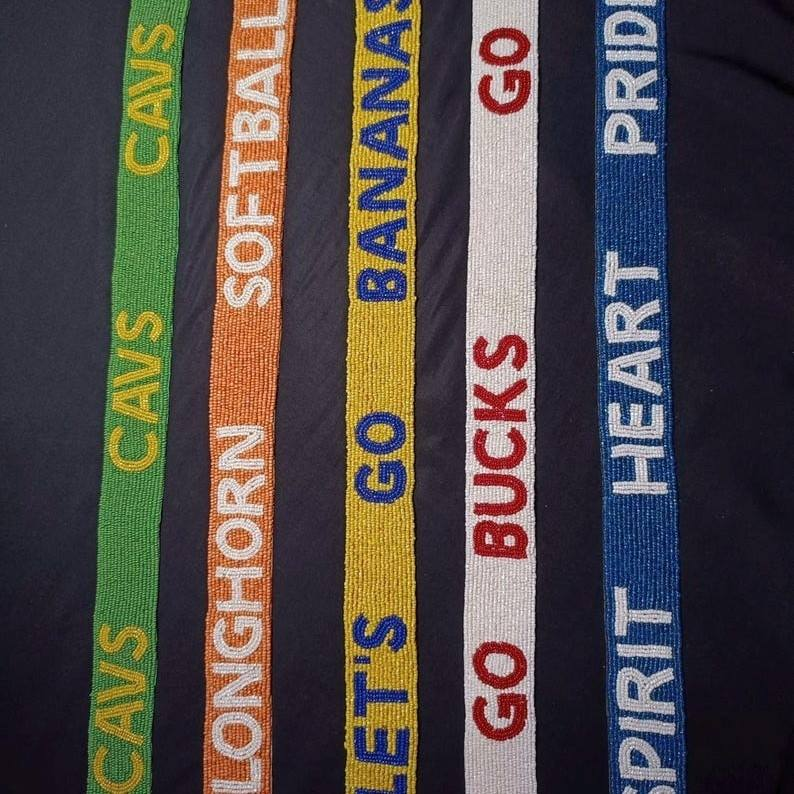 CAVS CAVS CAVS
LONGHORN SOFTBALL
LET'S GO BANANAS
GO BUCKS GO
SPIRIT HEART PRIDE